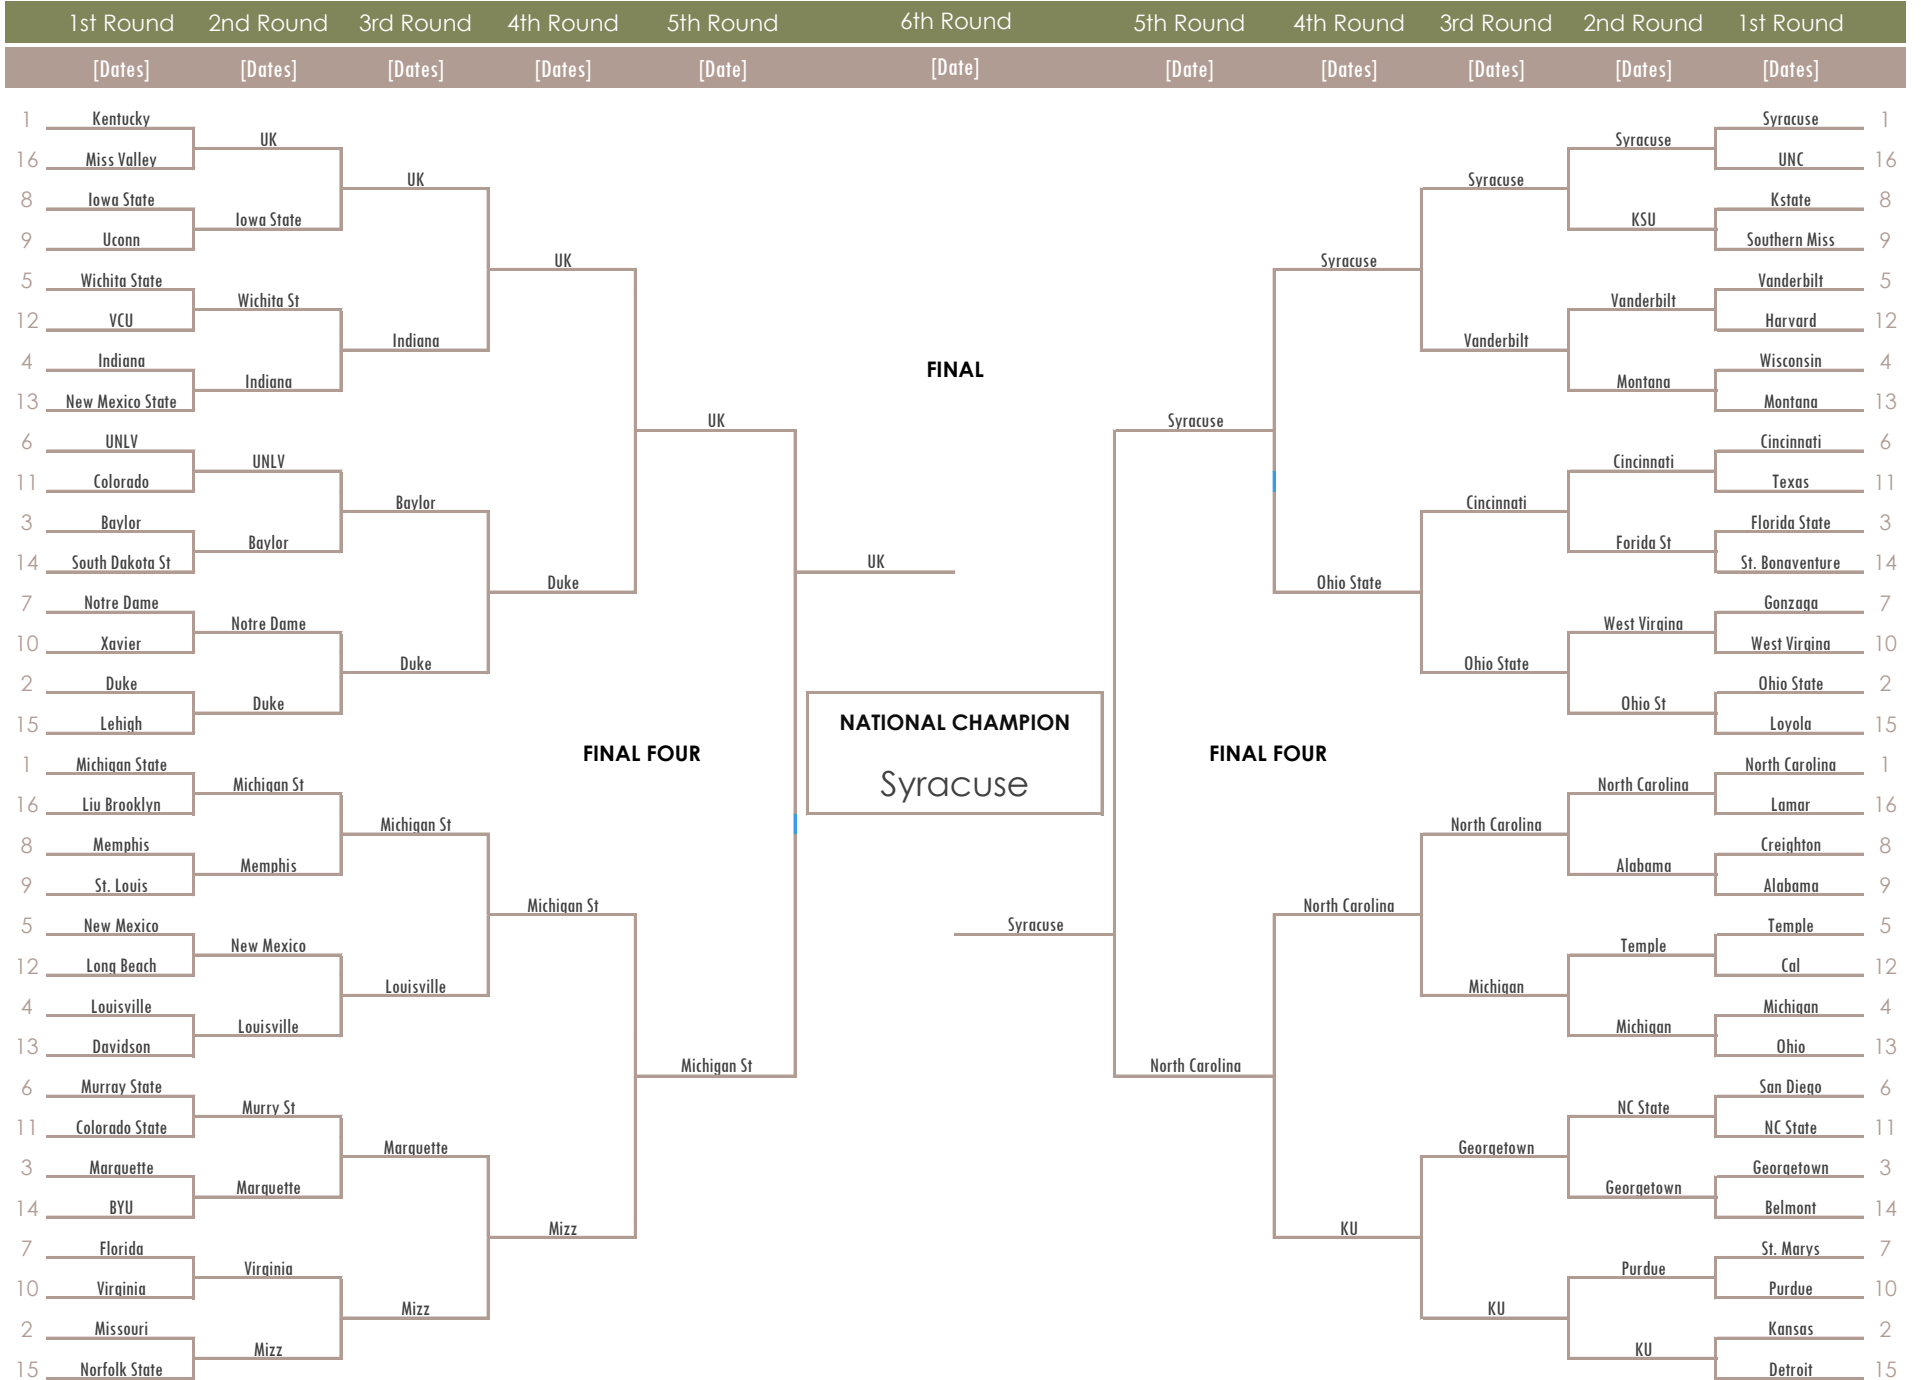 1st Round 2nd Round 3rd Round 4th Round 5th Round 6th Round 5th Round 4th Round 3rd Round 2nd Round 1st Round
[Dates] [Dates] [Dates] [Dates] [Date] [Date] [Date] [Dates] [Dates] [Dates] [Dates]
1 Kentucky Syracuse 1
UK Syracuse
16 Miss Valley UNC 16
UK Syracuse
8 Iowa State Kstate 8
Iowa State KSU
9 Uconn Southern Miss 9
UK Syracuse
5 Wichita State Vanderbilt 5
Wichita St Vanderbilt
12 VCU Harvard 12
Indiana Vanderbilt
4 Indiana FINAL Wisconsin 4
Indiana Montana
13 New Mexico State Montana 13
UK Syracuse
6 UNLV Cincinnati 6
UNLV Cincinnati
11 Colorado Texas 11
Baylor Cincinnati
3 Baylor Florida State 3
Baylor Forida St
14 South Dakota St UK St. Bonaventure 14
Duke Ohio State
7 Notre Dame Gonzaga 7
Notre Dame West Virgina
10 Xavier West Virgina 10
Duke Ohio State
2 Duke Ohio State 2
Duke Ohio St
15 Lehigh NATIONAL CHAMPION Loyola 15
FINAL FOUR FINAL FOUR
1 Michigan State North Carolina 1
Michigan St Syracuse North Carolina
16 Liu Brooklyn Lamar 16
Michigan St North Carolina
8 Memphis Creighton 8
Memphis Alabama
9 St. Louis Alabama 9
Michigan St North Carolina
5 New Mexico Syracuse Temple 5
New Mexico Temple
12 Long Beach Cal 12
Louisville Michigan
4 Louisville Michigan 4
Louisville Michigan
13 Davidson Ohio 13
Michigan St North Carolina
6 Murray State San Diego 6
Murry St NC State
11 Colorado State NC State 11
Marquette Georgetown
3 Marquette Georgetown 3
Marquette Georgetown
14 BYU Belmont 14
Mizz KU
7 Florida St. Marys 7
Virginia Purdue
10 Virginia Purdue 10
Mizz KU
2 Missouri Kansas 2
Mizz KU
15 Norfolk State Detroit 15